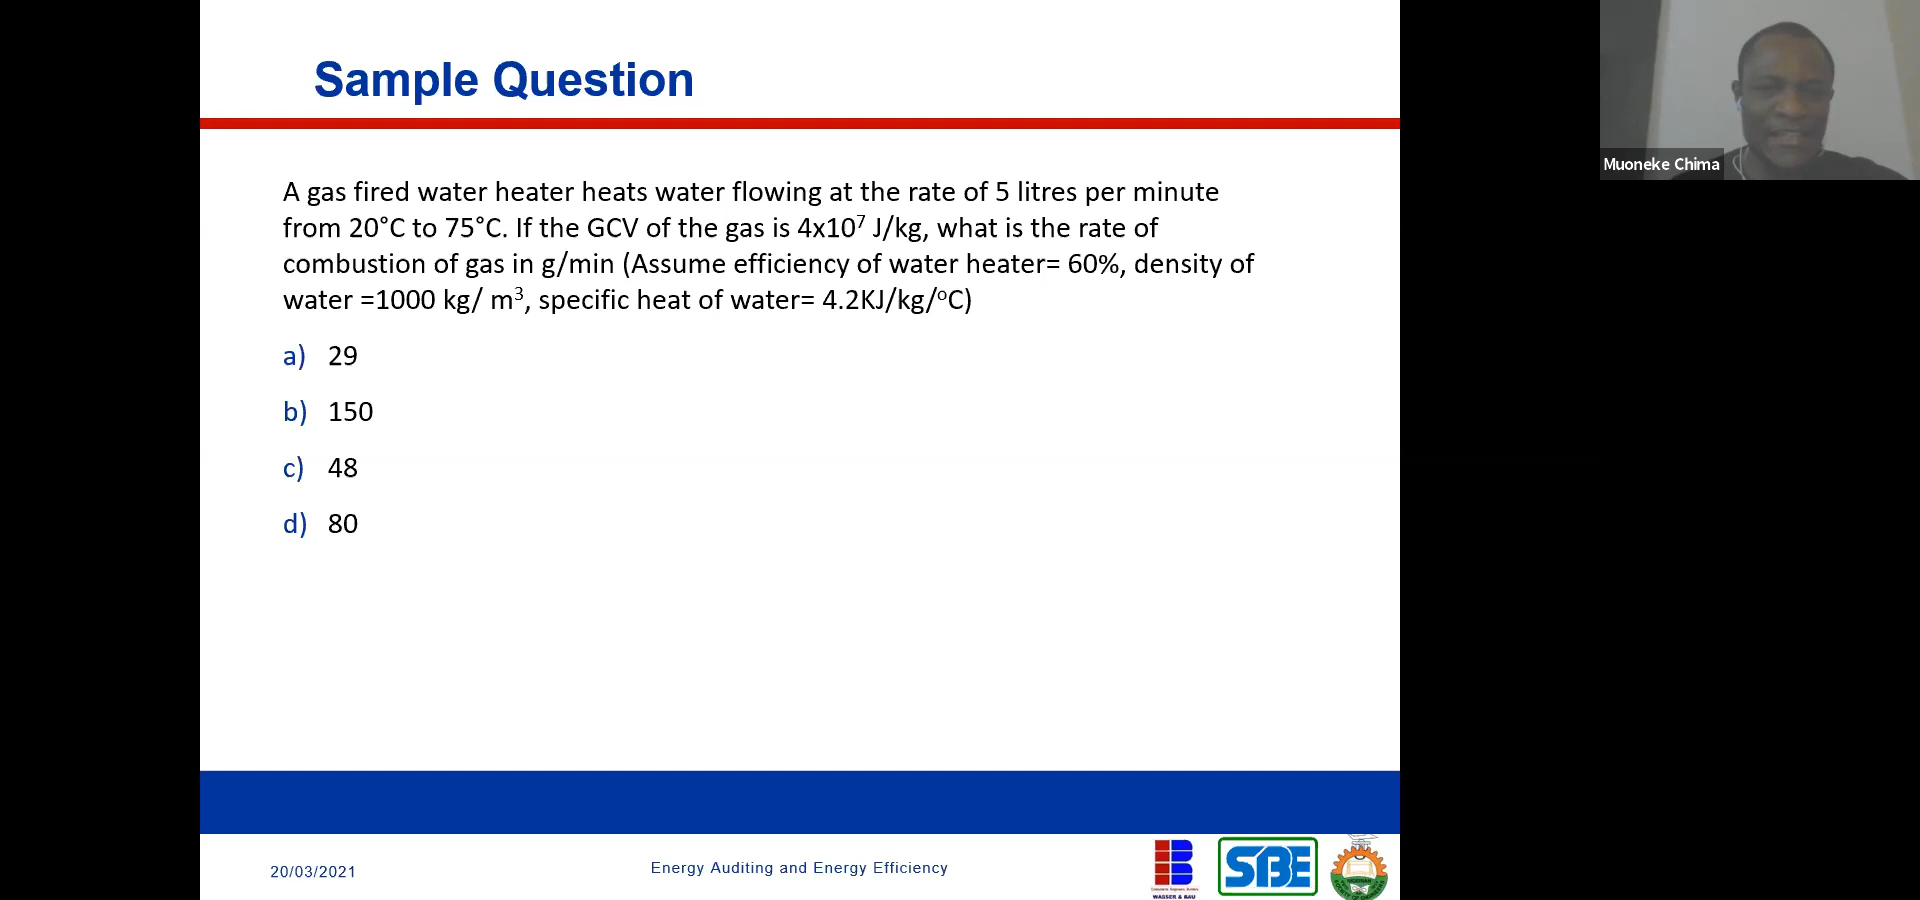 Sample Question
Muoneke Chima
A gas fired water heater heats water flowing at the rate of 5 litres per minute
from 20°C to 75°C. If the GCV of the gas is 4x10⁷ J/kg, what is the rate of
combustion of gas in g/min (Assume efficiency of water heater= 60%, density of
water =1000 kg/ m³, specific heat of water= 4.2KJ/kg/°C)
a) 29
b) 150
c) 48
d) 80
20/03/2021
Energy Auditing and Energy Efficiency
WASSER & BAU
SBE